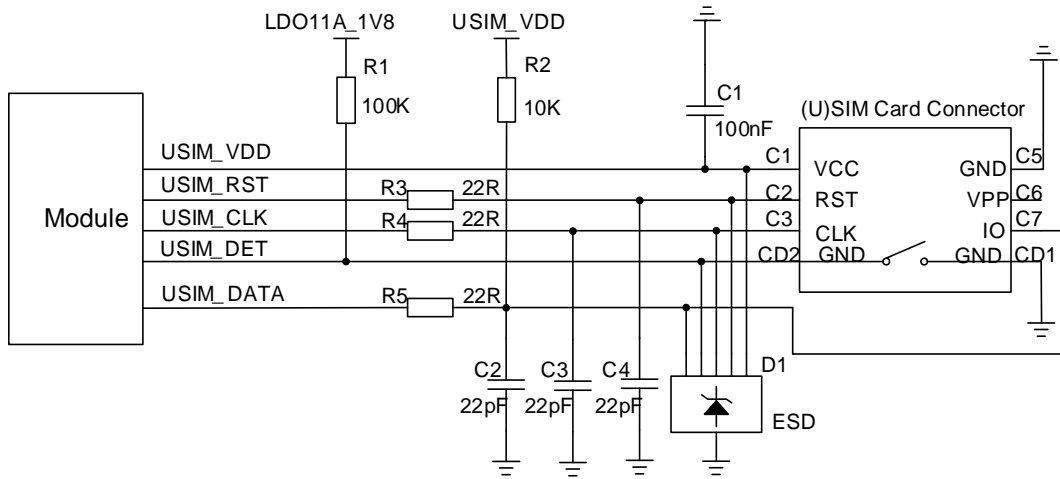 LDO11A_1V8 USIM_VDD
R1 R2
100K 10K
C1
100nF
(U)SIM Card Connector
Module
USIM_VDD C1 VCC GND C5
USIM_RST R3 22R C2 RST VPP C6
USIM_CLK R4 22R C3 CLK IO C7
USIM_DET CD2 GND GND CD1
USIM_DATA R5 22R
C2 C3 C4 D1
22pF 22pF 22pF
ESD